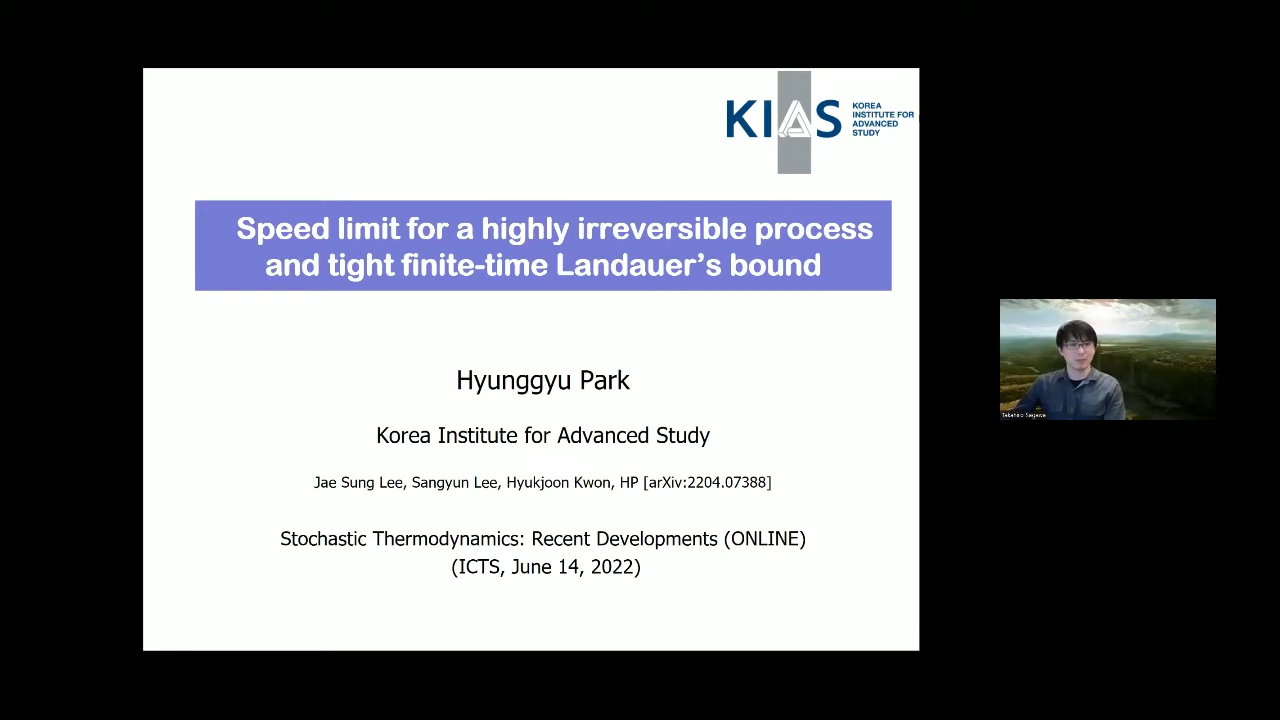 KIAS
KOREA
INSTITUTE FOR
ADVANCED
STUDY
Speed limit for a highly irreversible process
and tight finite-time Landauer’s bound
Hyunggyu Park
Korea Institute for Advanced Study
Jae Sung Lee, Sangyun Lee, Hyukjoon Kwon, HP [arXiv:2204.07388]
Stochastic Thermodynamics: Recent Developments (ONLINE)
(ICTS, June 14, 2022)
Takahiro Sagawa